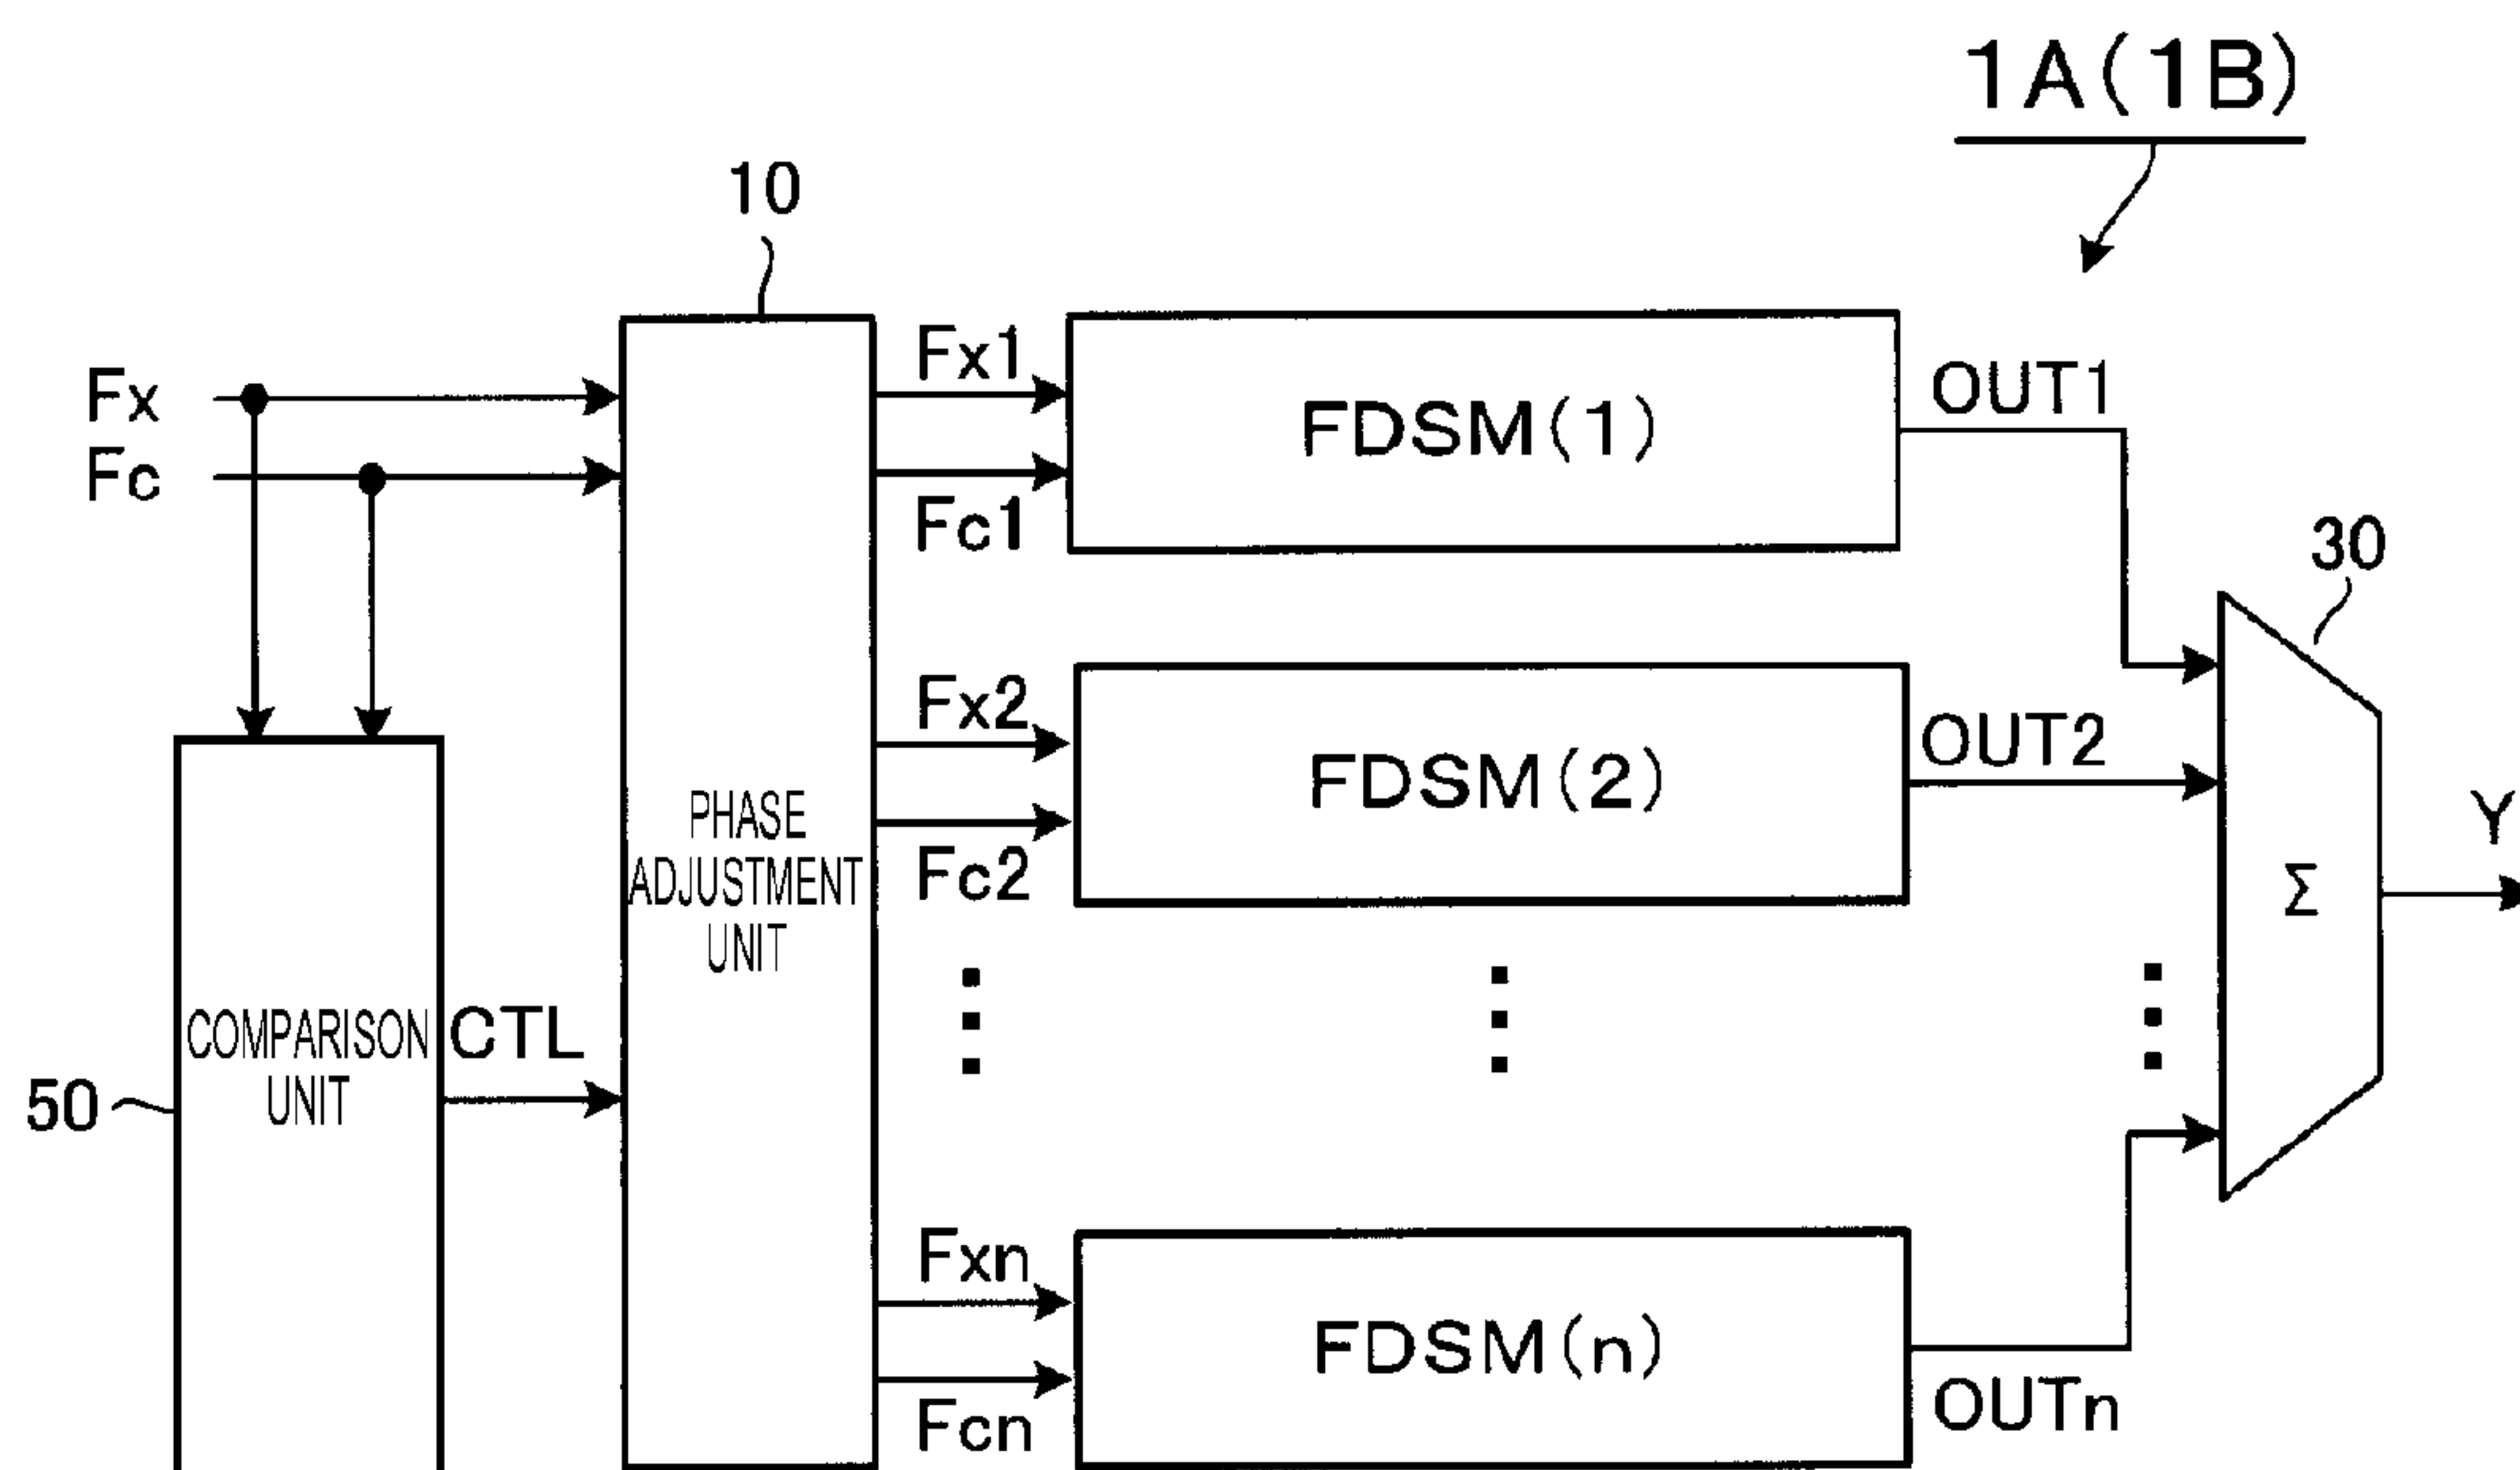 1A(1B)
10
Fx
Fc
Fx1
Fc1
FDSM(1)
OUT1
30
Fx2
Fc2
FDSM(2)
OUT2
Y
Σ
PHASE
ADJUSTMENT
UNIT
COMPARISON
UNIT
CTL
50
Fxn
Fcn
FDSM(n)
OUTn